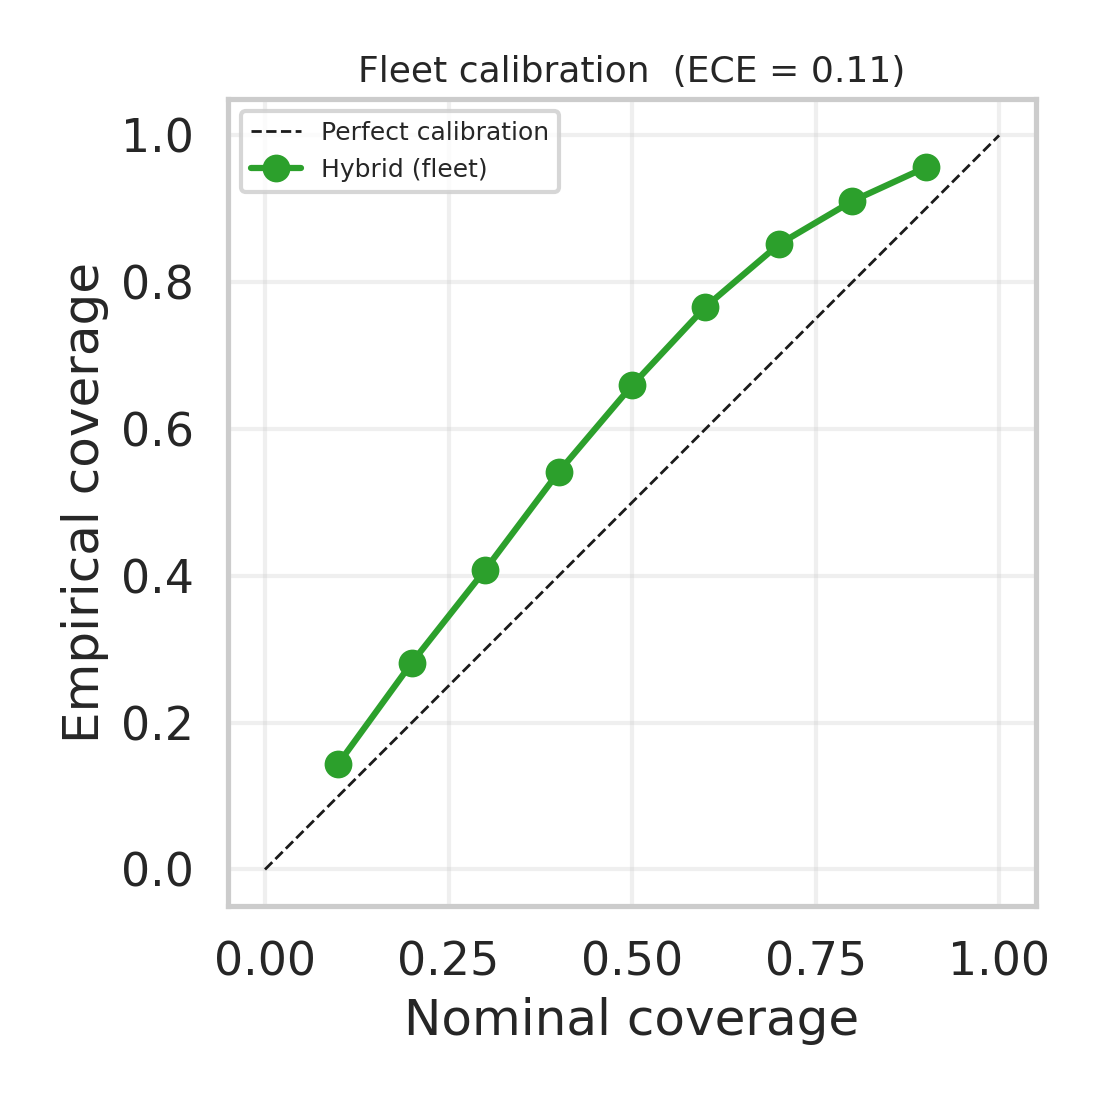 Fleet calibration (ECE = 0.11)
Perfect calibration
Hybrid (fleet)
Empirical coverage
1.0
0.8
0.6
0.4
0.2
0.0
0.00 0.25 0.50 0.75 1.00
Nominal coverage